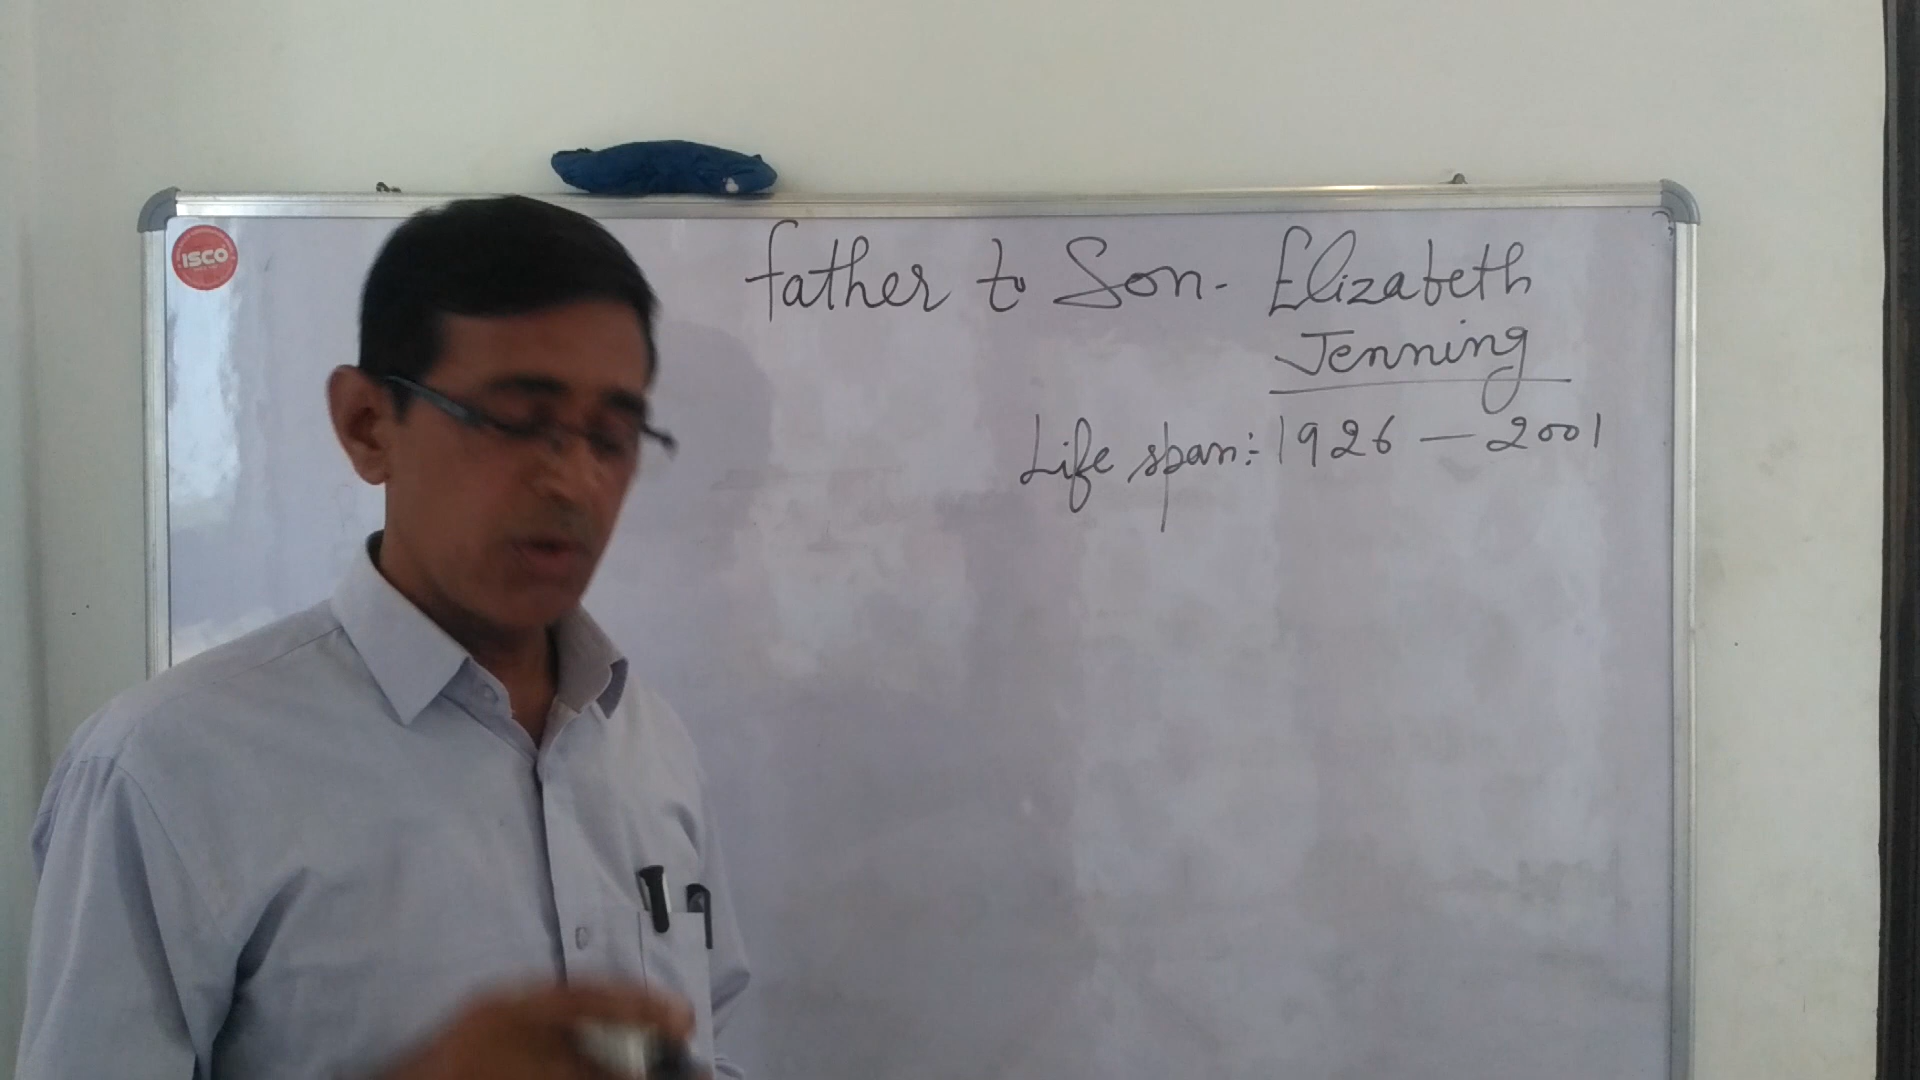 ISCO
father to Son - Elizabeth
Jenning
Life span :- 1926 — 2001